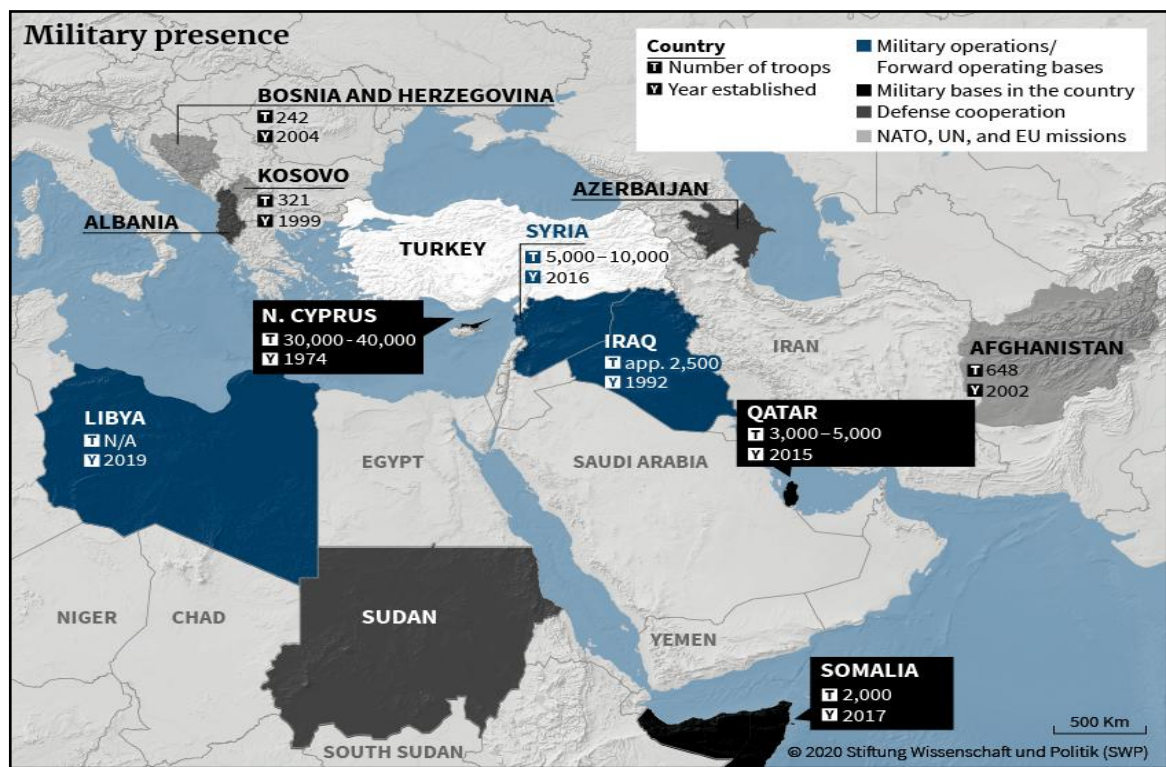 Military presence
Country
T Number of troops
Y Year established
Military operations/
Forward operating bases
Military bases in the country
Defense cooperation
NATO, UN, and EU missions
BOSNIA AND HERZEGOVINA
T 242
Y 2004
KOSOVO
T 321
Y 1999
ALBANIA
AZERBAIJAN
TURKEY
SYRIA
T 5,000–10,000
Y 2016
N. CYPRUS
T 30,000-40,000
Y 1974
IRAQ
T app. 2,500
Y 1992
IRAN
AFGHANISTAN
T 648
Y 2002
LIBYA
T N/A
Y 2019
EGYPT
SAUDI ARABIA
QATAR
T 3,000–5,000
Y 2015
NIGER
CHAD
SUDAN
YEMEN
SOMALIA
T 2,000
Y 2017
SOUTH SUDAN
500 Km
© 2020 Stiftung Wissenschaft und Politik (SWP)